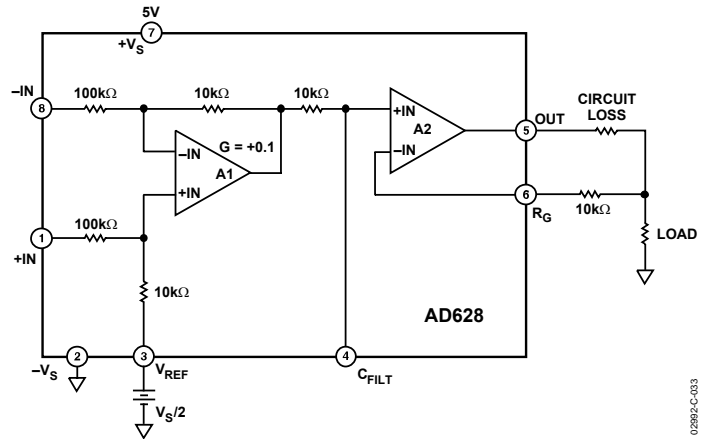 5V
7
+VS
–IN
8
100kΩ
10kΩ
10kΩ
–IN
G = +0.1
A1
+IN
+IN
A2
–IN
OUT
5
CIRCUIT
LOSS
6
RG
10kΩ
LOAD
1
+IN
100kΩ
10kΩ
AD628
2
–VS
3
VREF
4
CFILT
VS/2
02992-C-033